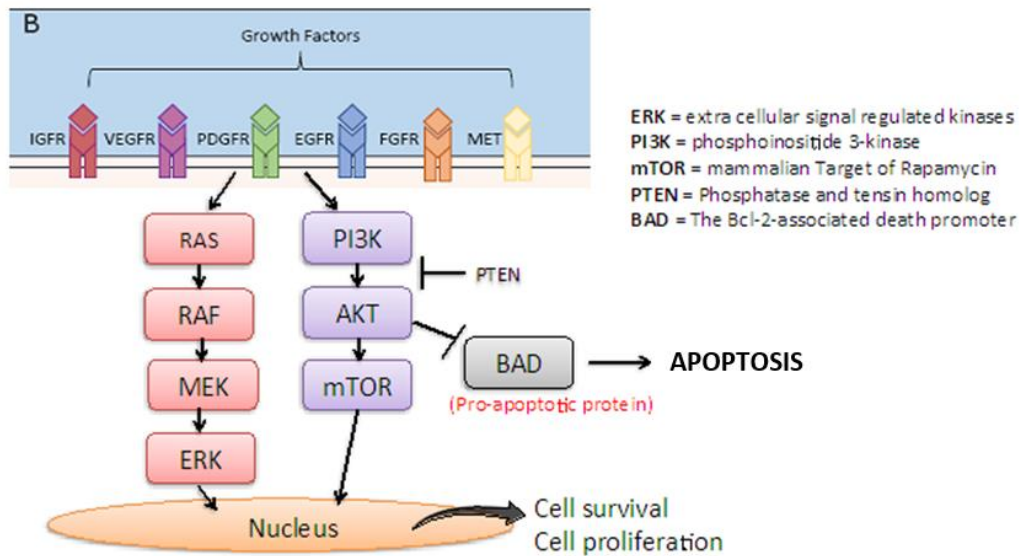 B
Growth Factors
IGFR
VEGFR
PDGFR
EGFR
FGFR
MET
ERK = extra cellular signal regulated kinases
PI3K = phosphoinositide 3-kinase
mTOR = mammalian Target of Rapamycin
PTEN = Phosphatase and tensin homolog
BAD = The Bcl-2-associated death promoter
RAS
PI3K
PTEN
RAF
AKT
BAD
APOPTOSIS
MEK
mTOR
(Pro-apoptotic protein)
ERK
Nucleus
Cell survival
Cell proliferation